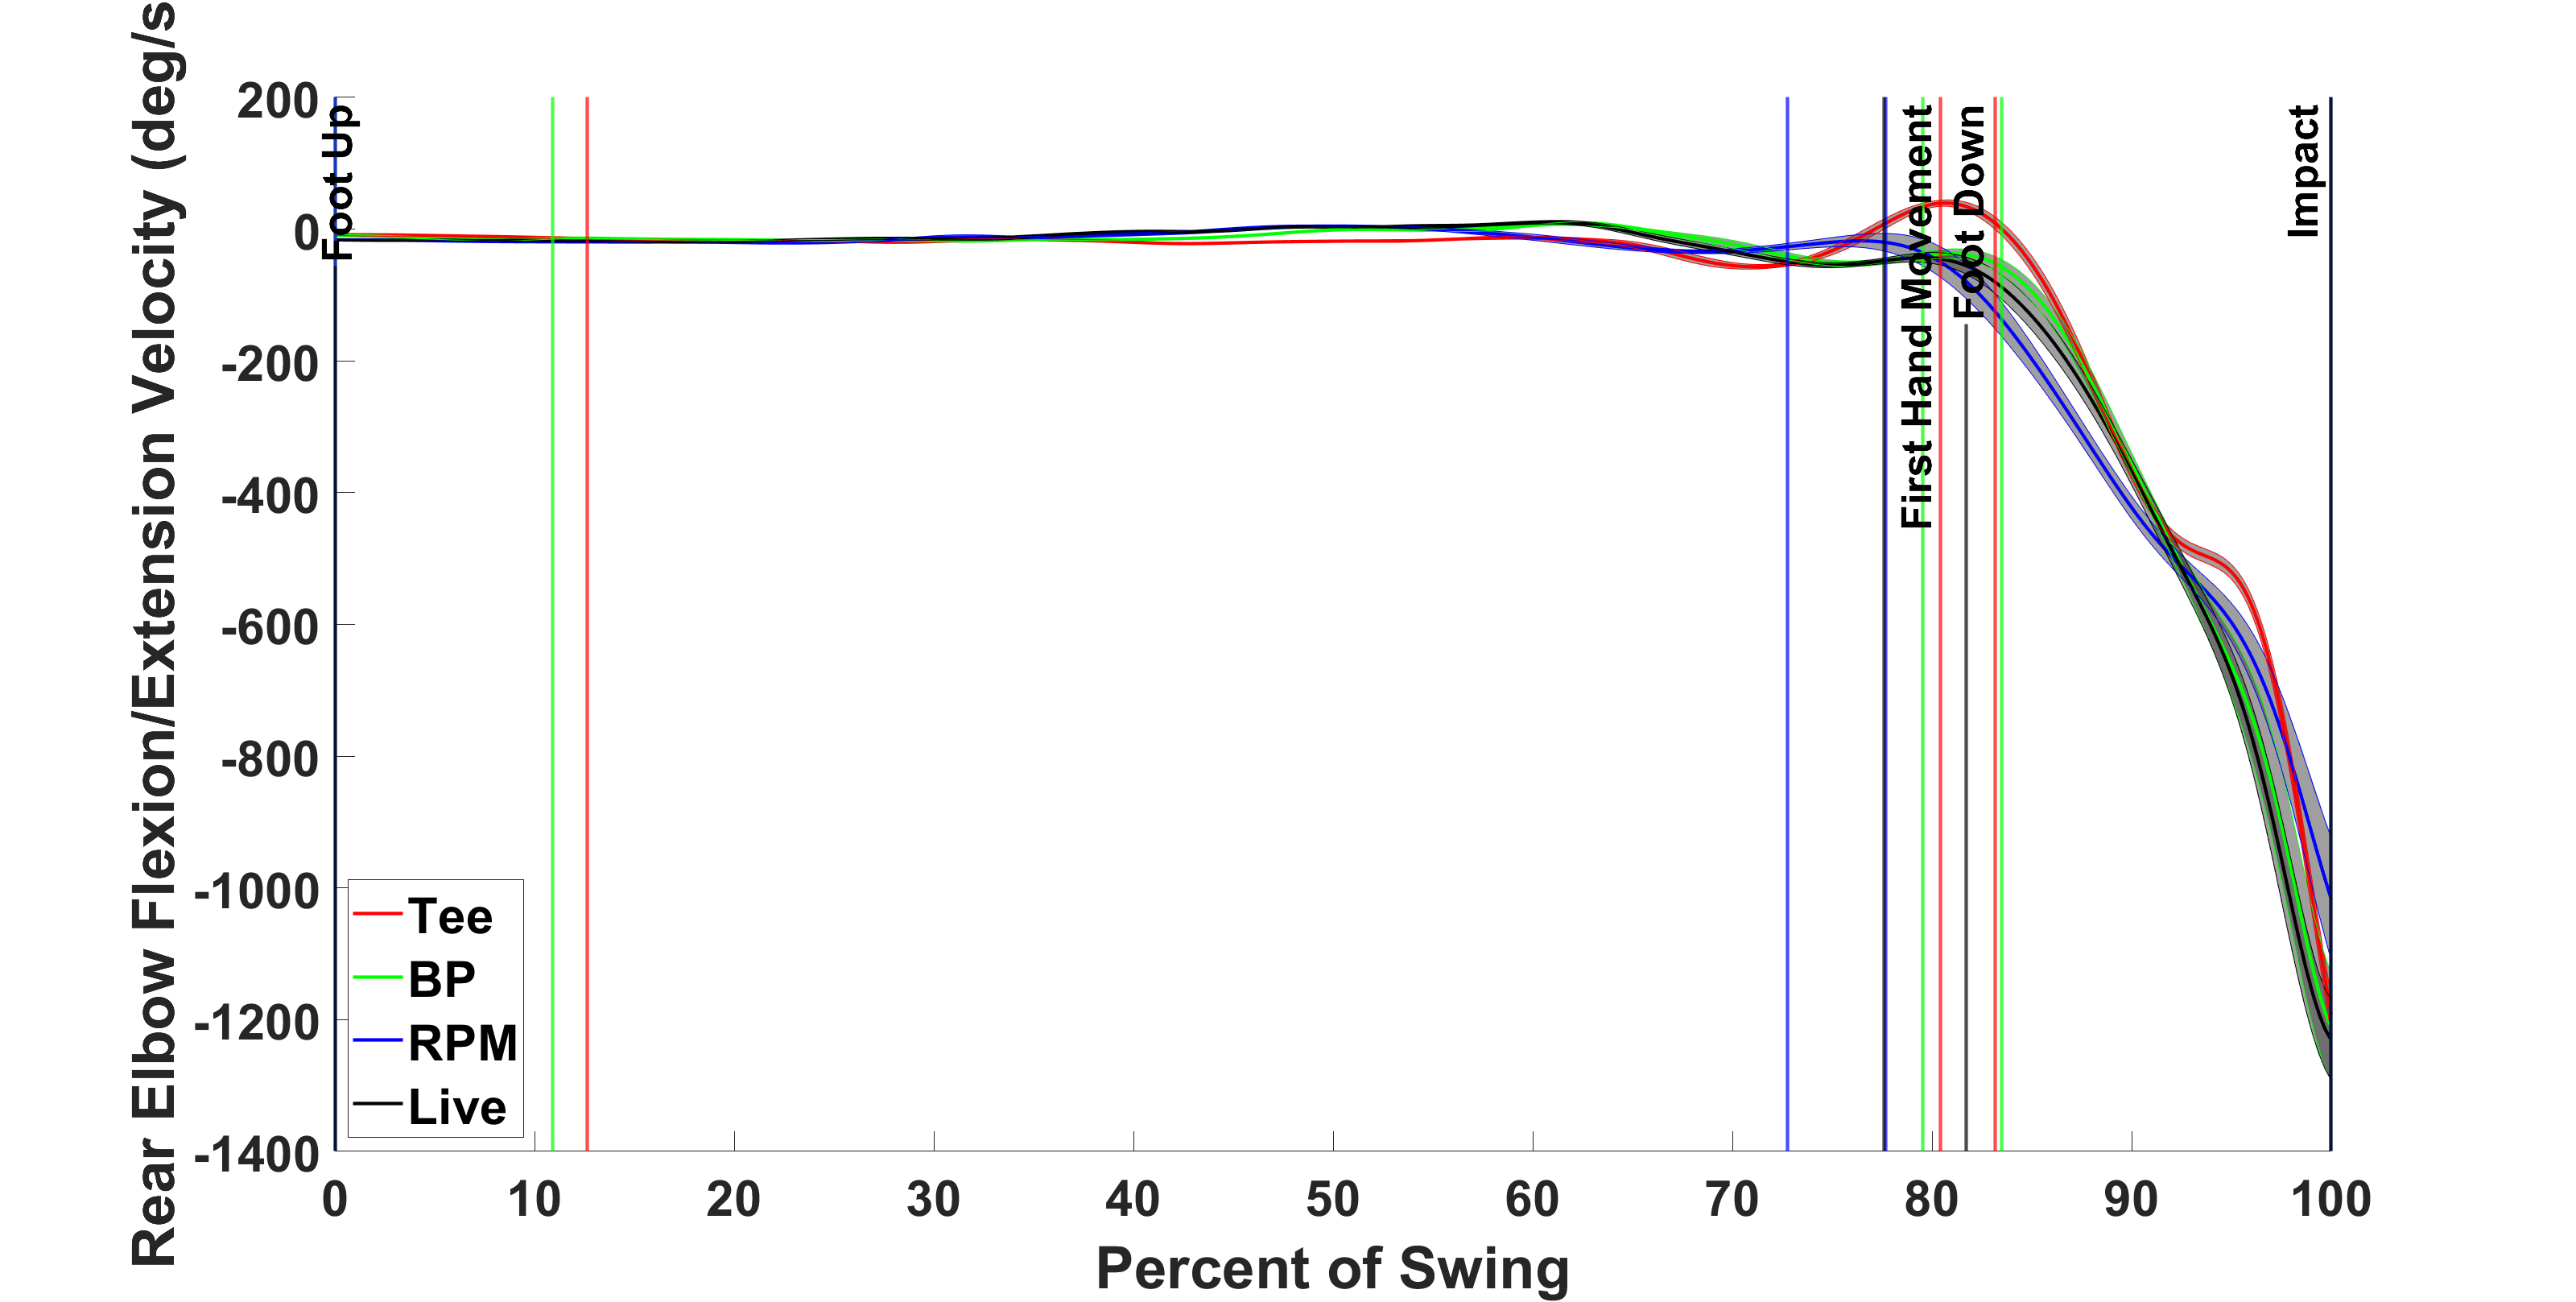 Rear Elbow Flexion/Extension Velocity (deg/s
200
0
-200
-400
-600
-800
-1000
-1200
-1400
Foot Up
First Hand Movement
Foot Down
Impact
Tee
BP
RPM
Live
0 10 20 30 40 50 60 70 80 90 100
Percent of Swing